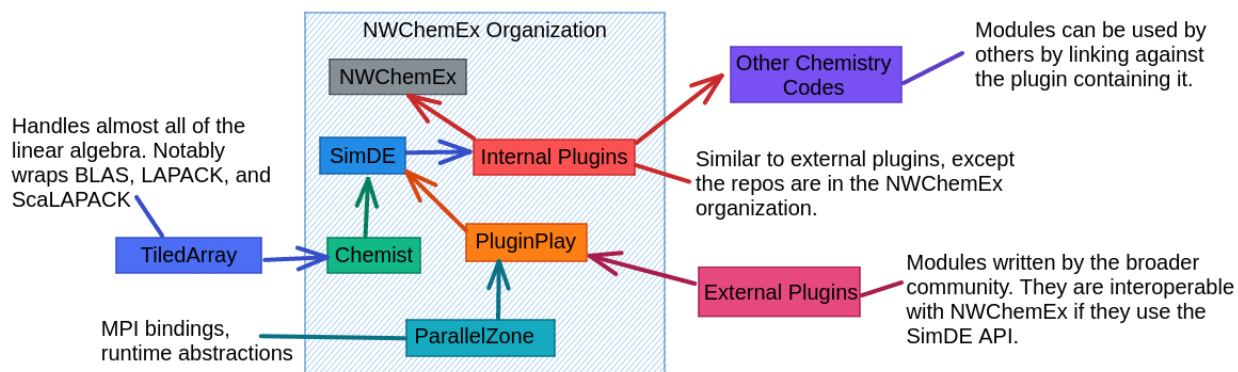 NWChemEx Organization
NWChemEx
Other Chemistry
Codes
Modules can be used by
others by linking against
the plugin containing it.
Handles almost all of the
linear algebra. Notably
wraps BLAS, LAPACK, and
ScaLAPACK
SimDE
Internal Plugins
Similar to external plugins, except
the repos are in the NWChemEx
organization.
TiledArray
Chemist
PluginPlay
External Plugins
Modules written by the broader
community. They are interoperable
with NWChemEx if they use the
SimDE API.
MPI bindings,
runtime abstractions
ParallelZone